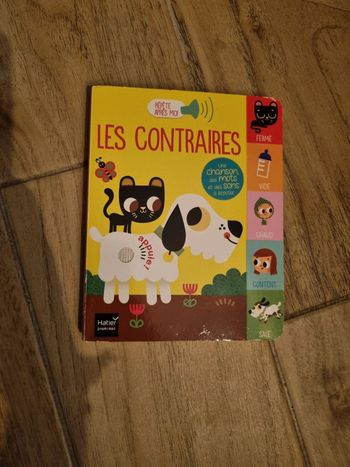 RÉPÈTE
APRÈS MOI
LES CONTRAIRES
Une
chanson,
des mots
et des sons
à écouter
appuie!
FERMÉ
VIDE
CHAUD
CONTENT
SALE
Hatier
jeunesse